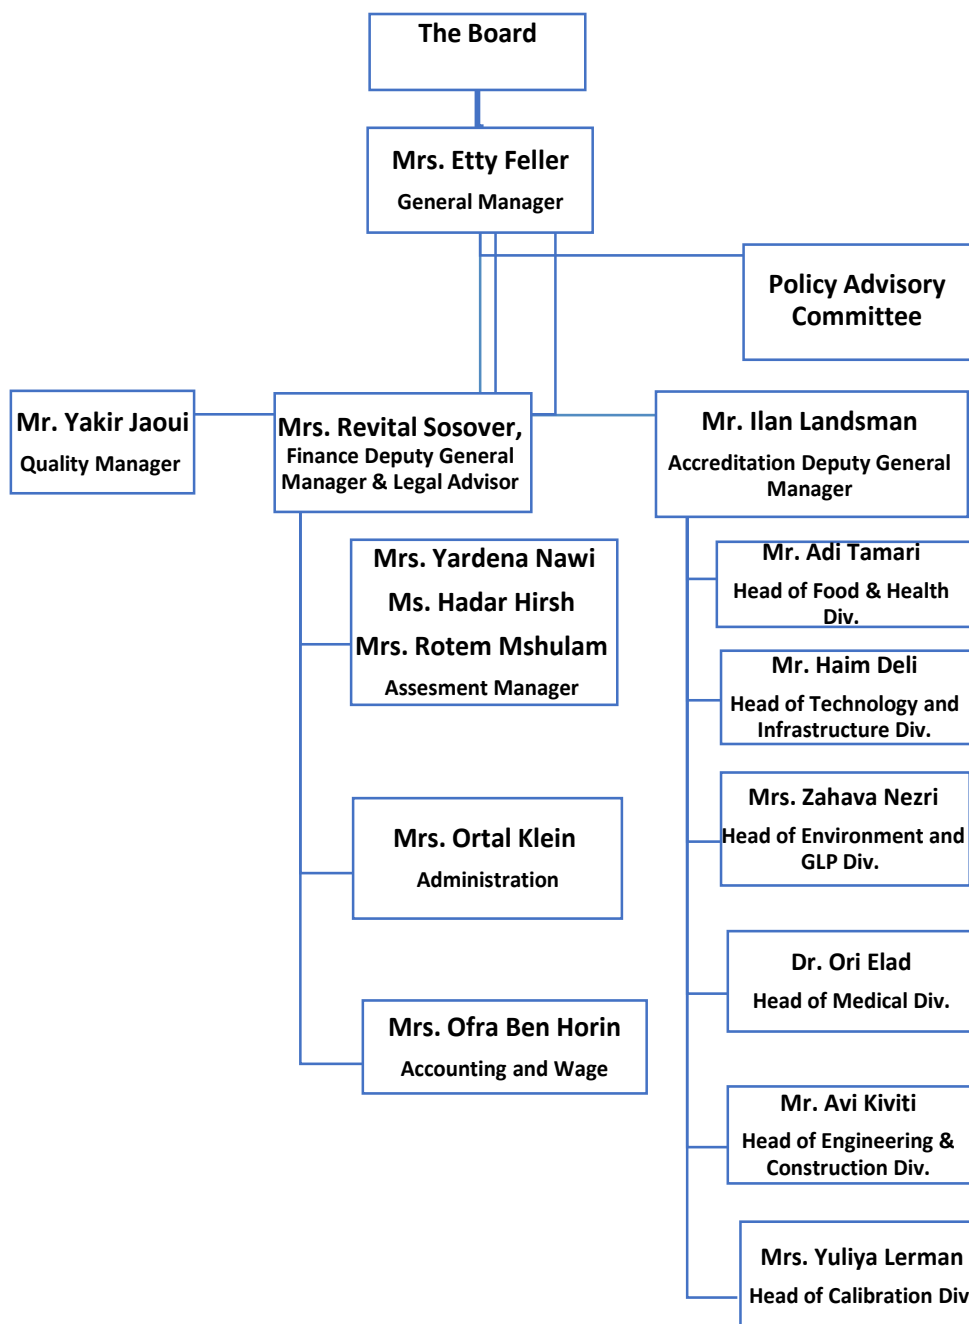 The Board
Mrs. Etty Feller
General Manager
Policy Advisory
Committee
Mr. Yakir Jaoui
Quality Manager
Mrs. Revital Sosover,
Finance Deputy General
Manager & Legal Advisor
Mr. Ilan Landsman
Accreditation Deputy General
Manager
Mrs. Yardena Nawi
Ms. Hadar Hirsh
Mrs. Rotem Mshulam
Assesment Manager
Mrs. Ortal Klein
Administration
Mrs. Ofra Ben Horin
Accounting and Wage
Mr. Adi Tamari
Head of Food & Health
Div.
Mr. Haim Deli
Head of Technology and
Infrastructure Div.
Mrs. Zahava Nezri
Head of Environment and
GLP Div.
Dr. Ori Elad
Head of Medical Div.
Mr. Avi Kiviti
Head of Engineering &
Construction Div.
Mrs. Yuliya Lerman
Head of Calibration Div